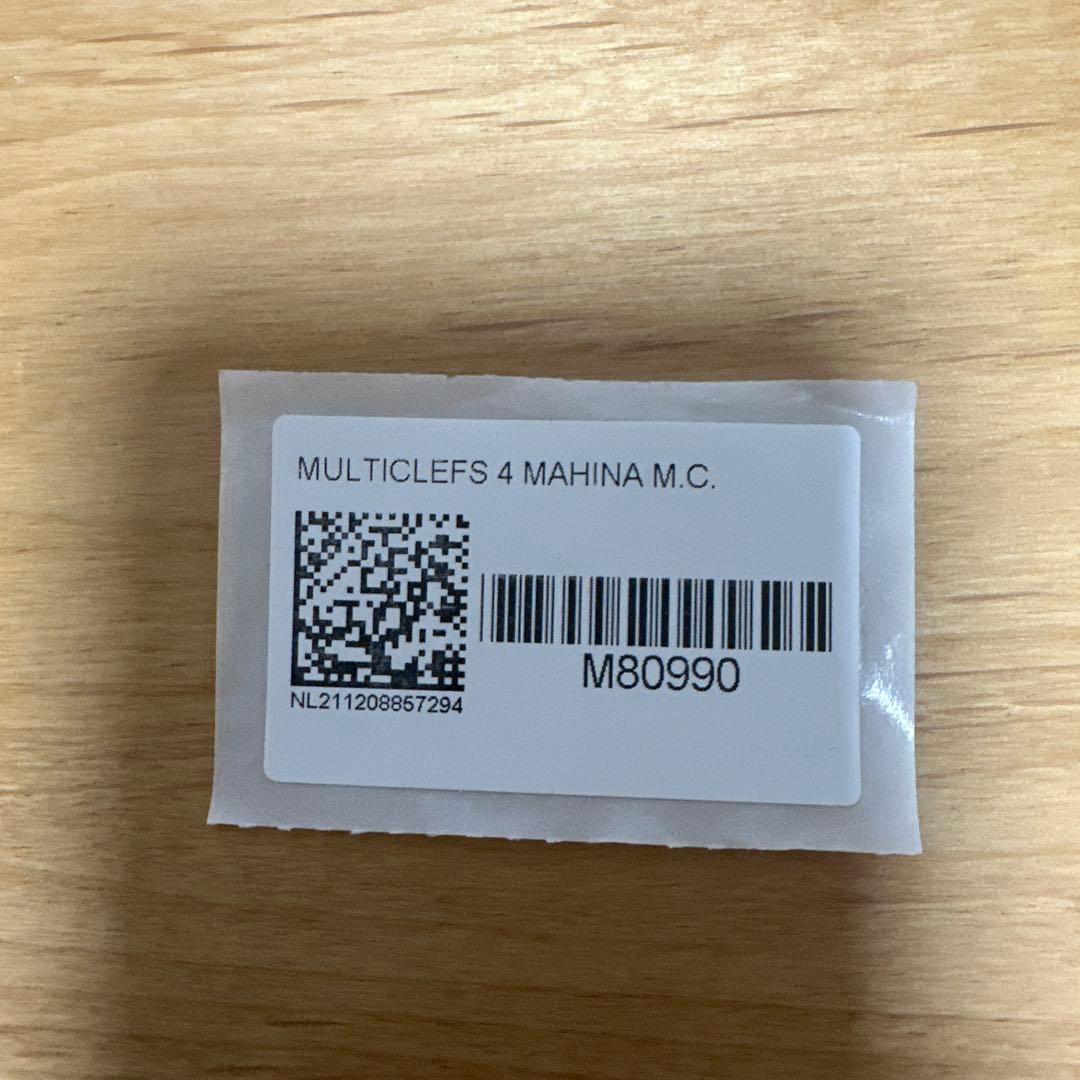 MULTICLEFS 4 MAHINA M.C.
M80990
NL211208857294